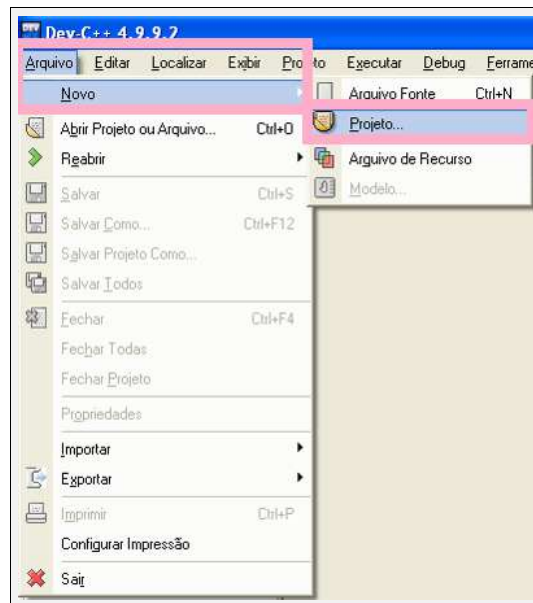 Dev-C++ 4.9.9.2
Arquivo Editar Localizar Exibir Projeto Executar Debug
Novo
Arquivo Fonte Ctrl+N
Projeto...
Arquivo de Recurso
Modelo...
Abrir Projeto ou Arquivo... Ctrl+O
Reabrir
Salvar Ctrl+S
Salvar Como... Ctrl+F12
Salvar Projeto Como...
Salvar Todos
Fechar Ctrl+F4
Fechar Todas
Fechar Projeto
Propriedades
Importar
Exportar
Imprimir Ctrl+P
Configurar Impressão
Sair